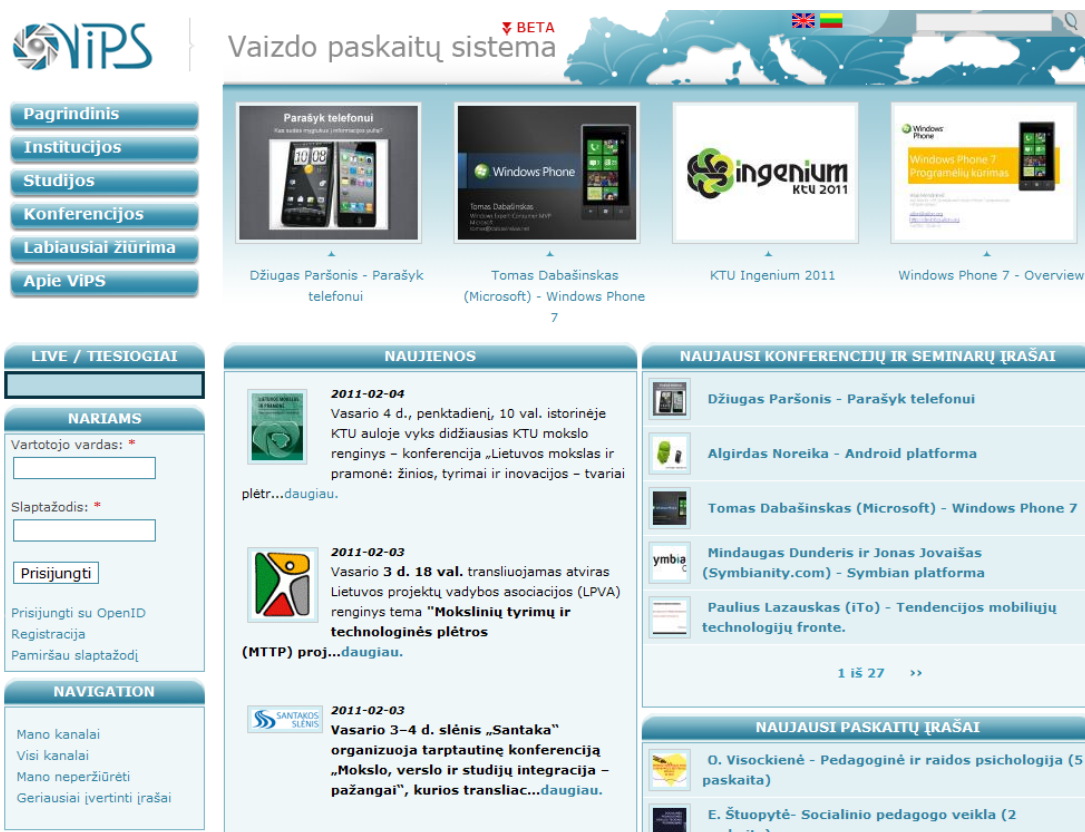 ViPS
Vaizdo paskaitų sistema
BETA
Pagrindinis
Institucijos
Studijos
Konferencijos
Labiausiai žiūrima
Apie ViPS
Parašyk telefonui
Windows Phone
Tomas Dabašinskas
Microsoft
ingenium
KTU 2011
Windows
Phone
Windows Phone 7
Programėlių kūrimas
Džiugas Paršonis - Parašyk
telefonui
Tomas Dabašinskas
(Microsoft) - Windows Phone
7
KTU Ingenium 2011
Windows Phone 7 - Overview
LIVE / TIESIOGIAI
NARIAMS
Vartotojo vardas: *
Slaptažodis: *
Prisijungti
Prisijungti su OpenID
Registracija
Pamiršau slaptažodį
NAVIGATION
Mano kanalai
Visi kanalai
Mano neperžiūrėti
Geriausiai įvertinti įrašai
NAUJIENOS
2011-02-04
Vasario 4 d., penktadienį, 10 val. istorinėje
KTU auloje vyks didžiausias KTU mokslo
renginys – konferencija „Lietuvos mokslas ir
pramonė: žinios, tyrimai ir inovacijos – tvariai
plėtr...daugiau.
2011-02-03
Vasario 3 d. 18 val. transliuojamas atviras
Lietuvos projektų vadybos asociacijos (LPVA)
renginys tema "Mokslinių tyrimų ir
technologinės plėtros
(MTTP) proj...daugiau.
SANTAKOS
SLĖNIS
2011-02-03
Vasario 3–4 d. slėnis „Santaka“
organizuoja tarptautinę konferenciją
„Mokslo, verslo ir studijų integracija –
pažangai“, kurios transliac...daugiau.
NAUJAUSI KONFERENCIJŲ IR SEMINARŲ ĮRAŠAI
Džiugas Paršonis - Parašyk telefonui
Algirdas Noreika - Android platforma
Tomas Dabašinskas (Microsoft) - Windows Phone 7
ymbia
Mindaugas Dunderis ir Jonas Jovaišas
(Symbianity.com) - Symbian platforma
Paulius Lazauskas (iTo) - Tendencijos mobiliųjų
technologijų fronte.
1 iš 27 ››
NAUJAUSI PASKAITŲ ĮRAŠAI
O. Visockienė - Pedagoginė ir raidos psichologija (5
paskaita)
E. Štuopytė- Socialinio pedagogo veikla (2